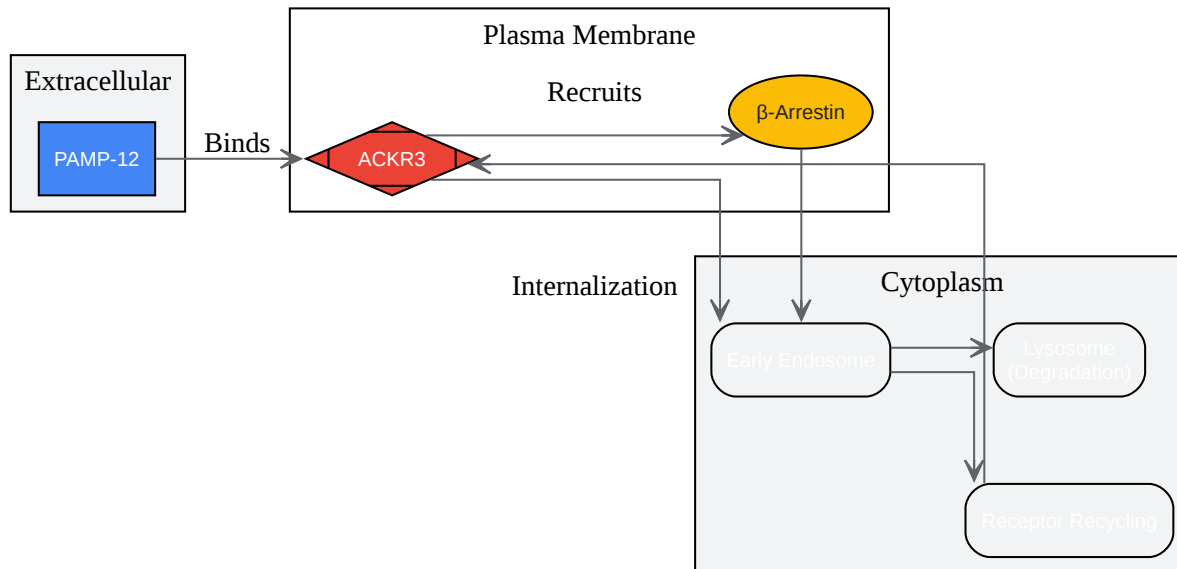 Plasma Membrane
Extracellular
Recruits
β-Arrestin
PAMP-12
Binds
ACKR3
Internalization
Cytoplasm
Early Endosome
Lysosome
(Degradation)
Receptor Recycling